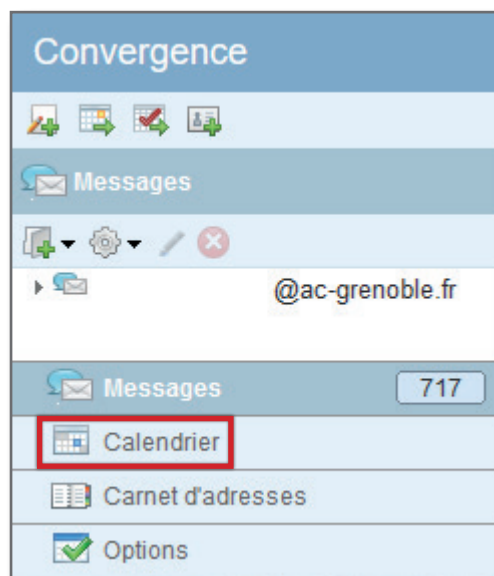 Convergence
Messages
@ac-grenoble.fr
Messages 717
Calendrier
Carnet d'adresses
Options